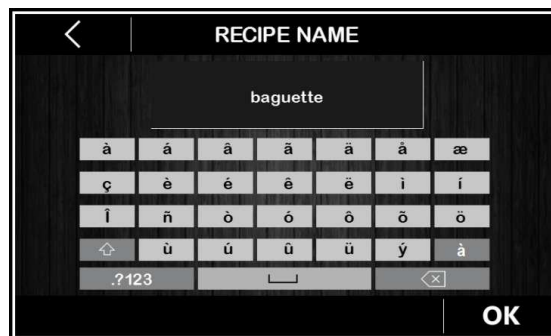 RECIPE NAME
baguette
à á â ã ä å æ
ç è é ê ë ì í
Î ñ ò ó ô õ ö
ù ú û ü ý à
.?123
OK